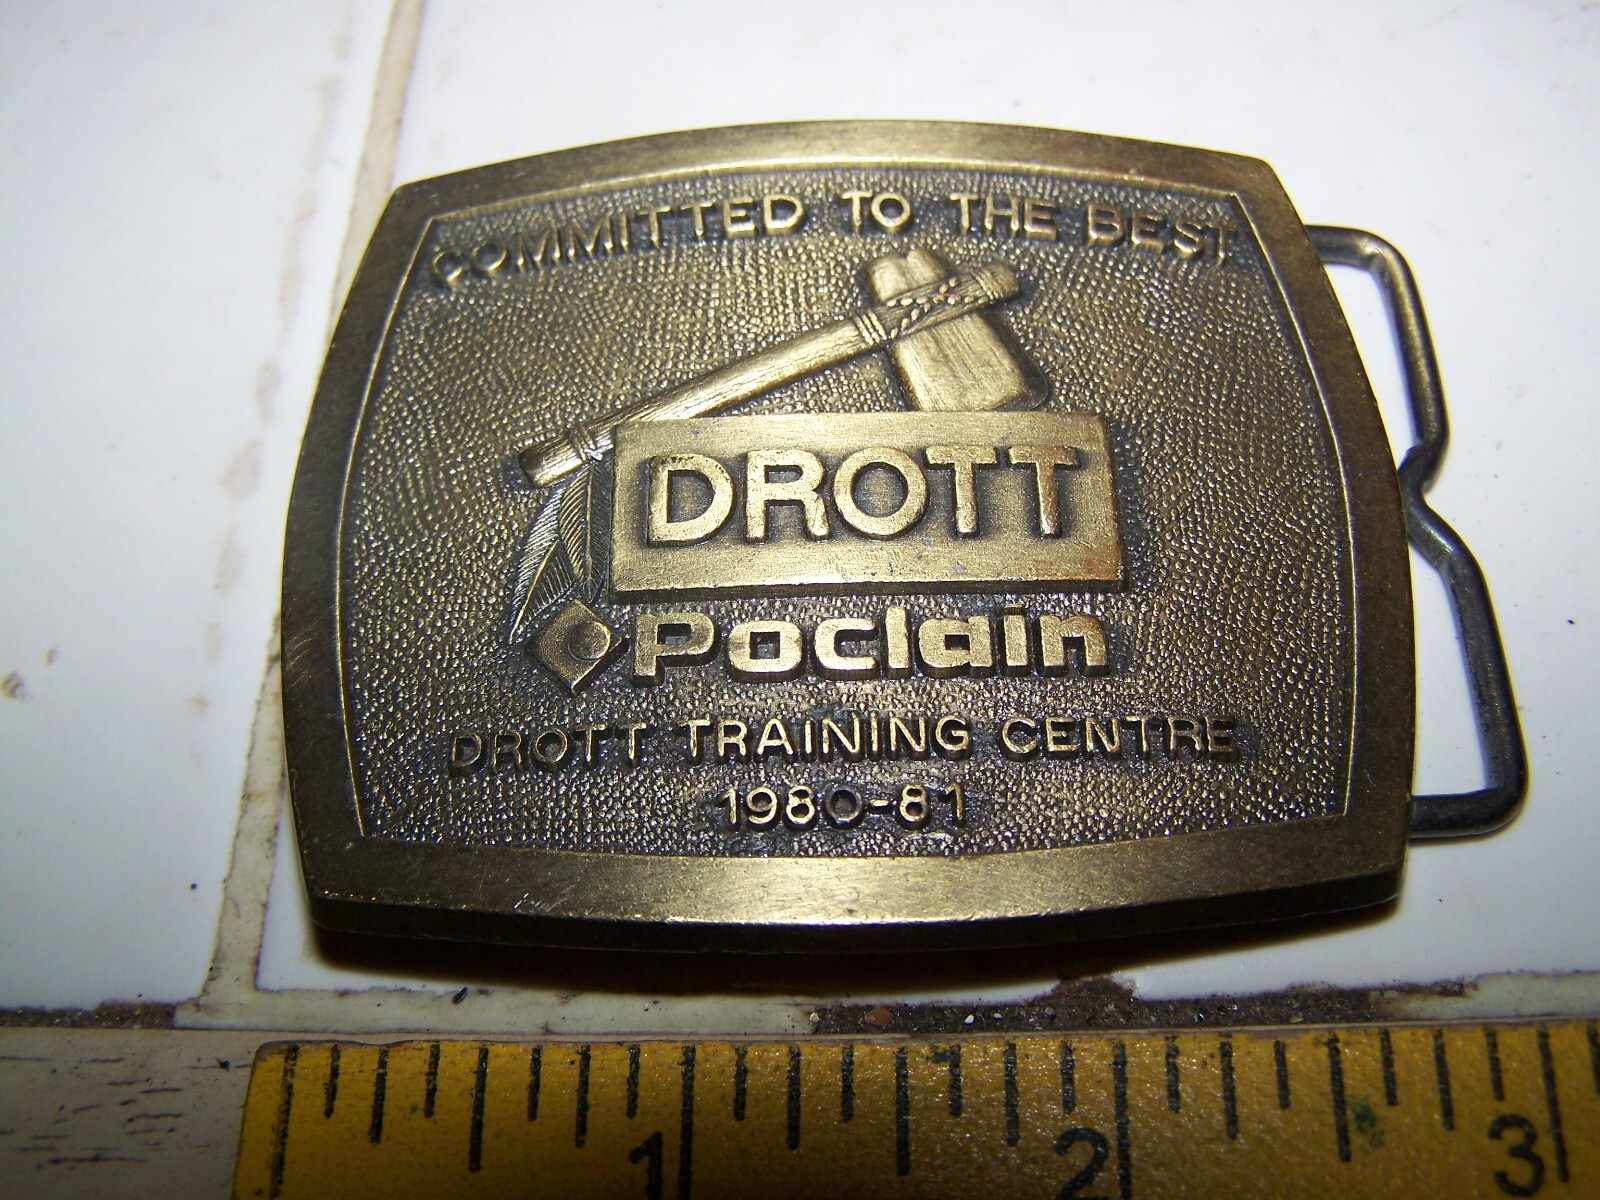 COMMITTED TO THE BEST
DROTT
Poclain
DROTT TRAINING CENTRE
1980-81
1 2 3